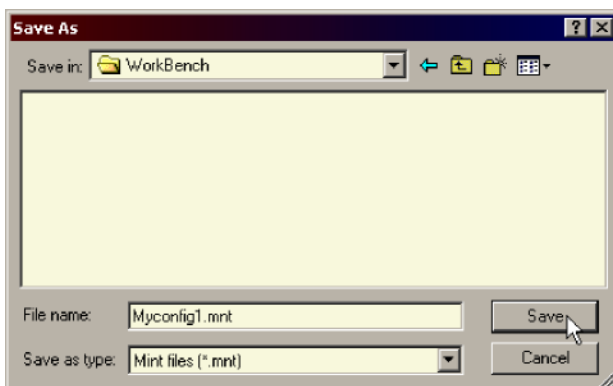 Save As
Save in: WorkBench
File name: Myconfig1.mnt Save
Save as type: Mint files (*.mnt) Cancel